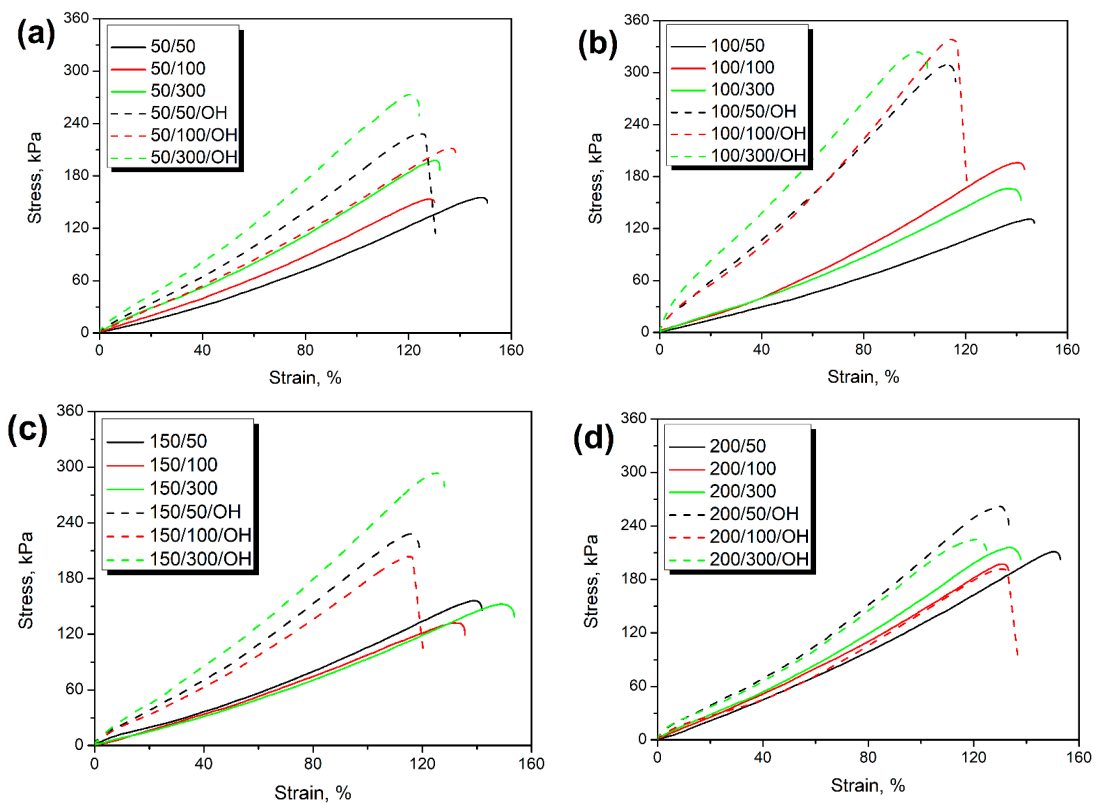 (a)
50/50
50/100
50/300
50/50/OH
50/100/OH
50/300/OH
Stress, kPa
360
300
240
180
120
60
0
0 40 80 120 160
Strain, %
(b)
100/50
100/100
100/300
100/50/OH
100/100/OH
100/300/OH
Stress, kPa
360
300
240
180
120
60
0
0 40 80 120 160
Strain, %
(c)
150/50
150/100
150/300
150/50/OH
150/100/OH
150/300/OH
Stress, kPa
360
300
240
180
120
60
0
0 40 80 120 160
Strain, %
(d)
200/50
200/100
200/300
200/50/OH
200/100/OH
200/300/OH
Stress, kPa
360
300
240
180
120
60
0
0 40 80 120 160
Strain, %